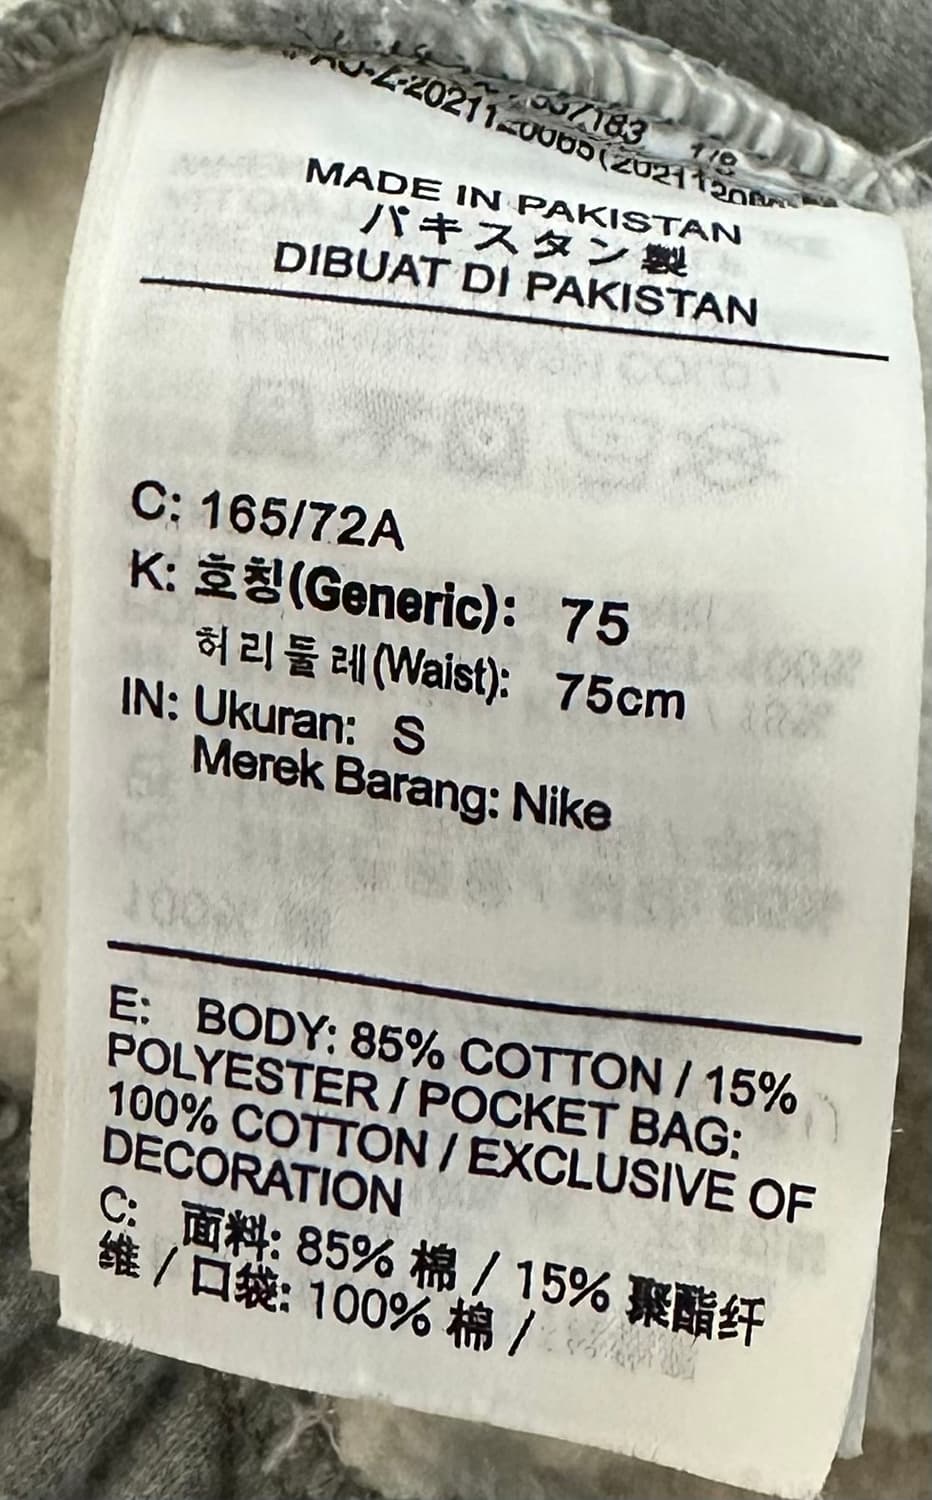 MADE IN PAKISTAN
パキスタン製
DIBUAT DI PAKISTAN
C: 165/72A
K: 호칭(Generic): 75
허리둘레(Waist): 75cm
IN: Ukuran: S
Merek Barang: Nike
E: BODY: 85% COTTON / 15%
POLYESTER / POCKET BAG:
100% COTTON / EXCLUSIVE OF
DECORATION
C: 面料: 85% 棉 / 15% 聚酯纤
维 / 口袋: 100% 棉 /